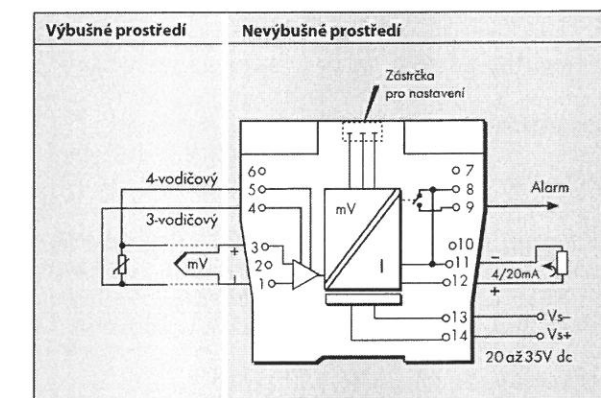 Výbušné prostředí
Nevýbušné prostředí
Zástrčka
pro nastavení
6
7
4-vodičový
5
8
Alarm
4
9
mV
3-vodičový
3
+
10
mV
2
I
11
−
1
−
12
4/20mA
+
13
Vs−
14
Vs+
20 až 35V dc